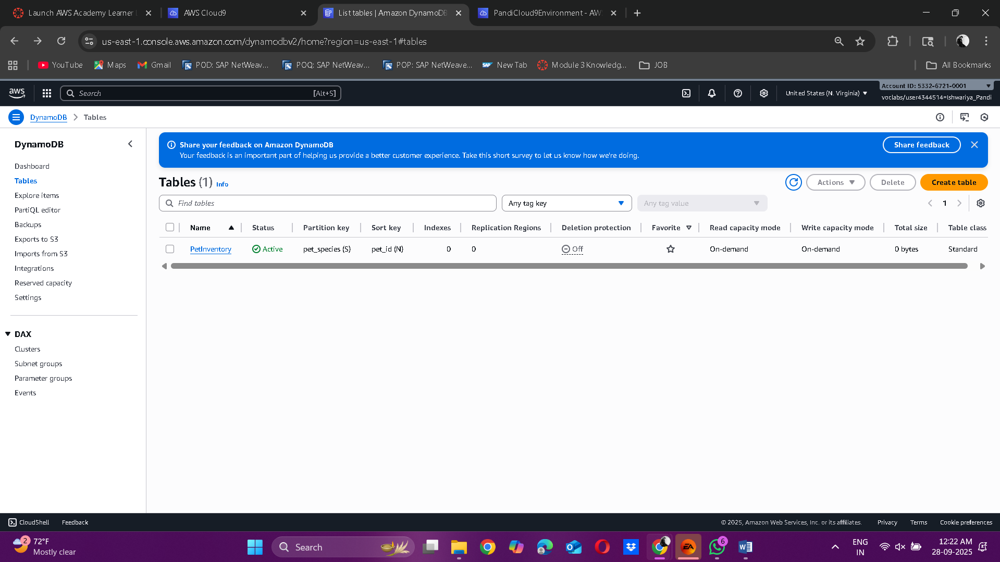 Launch AWS Academy Learner
AWS Cloud9
List tables | Amazon DynamoDB
PandiCloud9Environment - AWS
us-east-1.console.aws.amazon.com/dynamodbv2/home?region=us-east-1#tables
YouTube
Maps
Gmail
POD: SAP NetWeav...
POQ: SAP NetWeav...
POP: SAP NetWeave...
New Tab
Module 3 Knowledg...
JOB
All Bookmarks
aws
Search
[Alt+S]
United States (N. Virginia)
Account ID: 5332-6721-0001
voclabs/user4344514=Ishwariya_Pandi
DynamoDB
Tables
DynamoDB
Dashboard
Tables
Explore items
PartiQL editor
Backups
Exports to S3
Imports from S3
Integrations
Reserved capacity
Settings
DAX
Clusters
Subnet groups
Parameter groups
Events
Share your feedback on Amazon DynamoDB
Your feedback is an important part of helping us provide a better customer experience. Take this short survey to let us know how we're doing.
Share feedback
Tables (1) Info
Actions
Delete
Create table
Find tables
Any tag key
Any tag value
1
Name Status Partition key Sort key Indexes Replication Regions Deletion protection Favorite Read capacity mode Write capacity mode Total size Table class
PetInventory Active pet_species (S) pet_id (N) 0 0 Off On-demand On-demand 0 bytes Standard
CloudShell
Feedback
© 2025, Amazon Web Services, Inc. or its affiliates.
Privacy
Terms
Cookie preferences
2
72°F
Mostly clear
Search
EA
6
ENG
IN
12:22 AM
28-09-2025